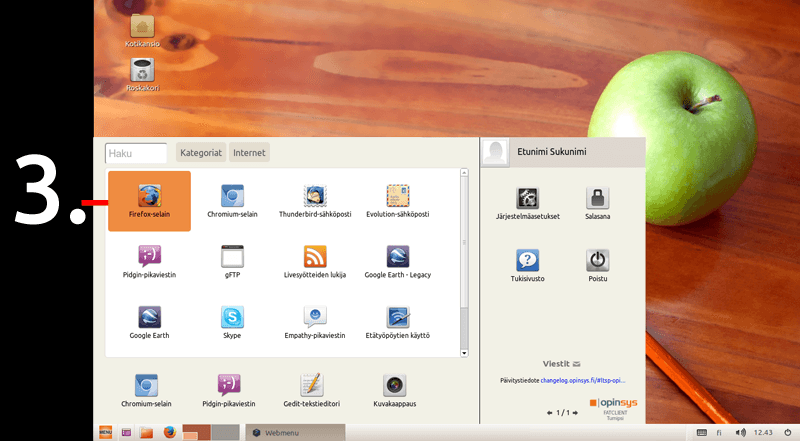 Kotikansio
Roskakori
3.
Haku
Kategoriat
Internet
Etunimi Sukunimi
Firefox-selain
Chromium-selain
Thunderbird-sähköposti
Evolution-sähköposti
Järjestelmäasetukset
Salasana
Pidgin-pikaviestin
gFTP
Livesyötteiden lukija
Google Earth - Legacy
Tukisivusto
Poistu
Google Earth
Skype
Empathy-pikaviestin
Etätyöpöytien käyttö
Viestit
Päivitystiedote changelog.opinsys.fi/#ltsp-opi...
Chromium-selain
Pidgin-pikaviestin
Gedit-tekstieditori
Kuvakaappaus
opinsys
FATCLIENT
1 / 1
MENU
Webmenu
fi
12.43